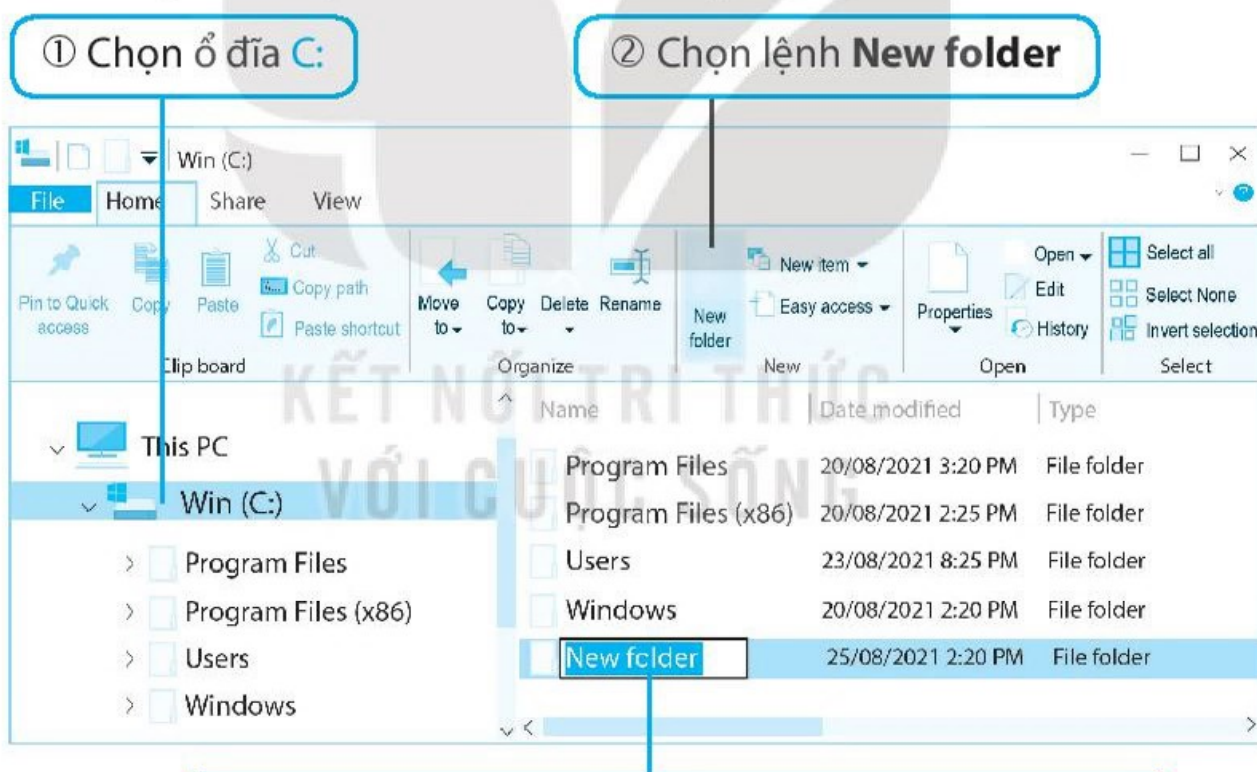 ① Chọn ổ đĩa C:
② Chọn lệnh New folder
Win (C:)
File Home Share View
Pin to Quick access
Copy
Paste
Cut
Copy path
Paste shortcut
Move to
Copy to
Delete
Rename
New folder
New item
Easy access
Properties
Open
Edit
History
Select all
Select None
Invert selection
Clip board
Organize
New
Open
Select
KẾT NỐI TRI THỨC
VỚI CUỘC SỐNG
This PC
Win (C:)
Program Files
Program Files (x86)
Users
Windows
Name Date modified Type
Program Files 20/08/2021 3:20 PM File folder
Program Files (x86) 20/08/2021 2:25 PM File folder
Users 23/08/2021 8:25 PM File folder
Windows 20/08/2021 2:20 PM File folder
New folder 25/08/2021 2:20 PM File folder